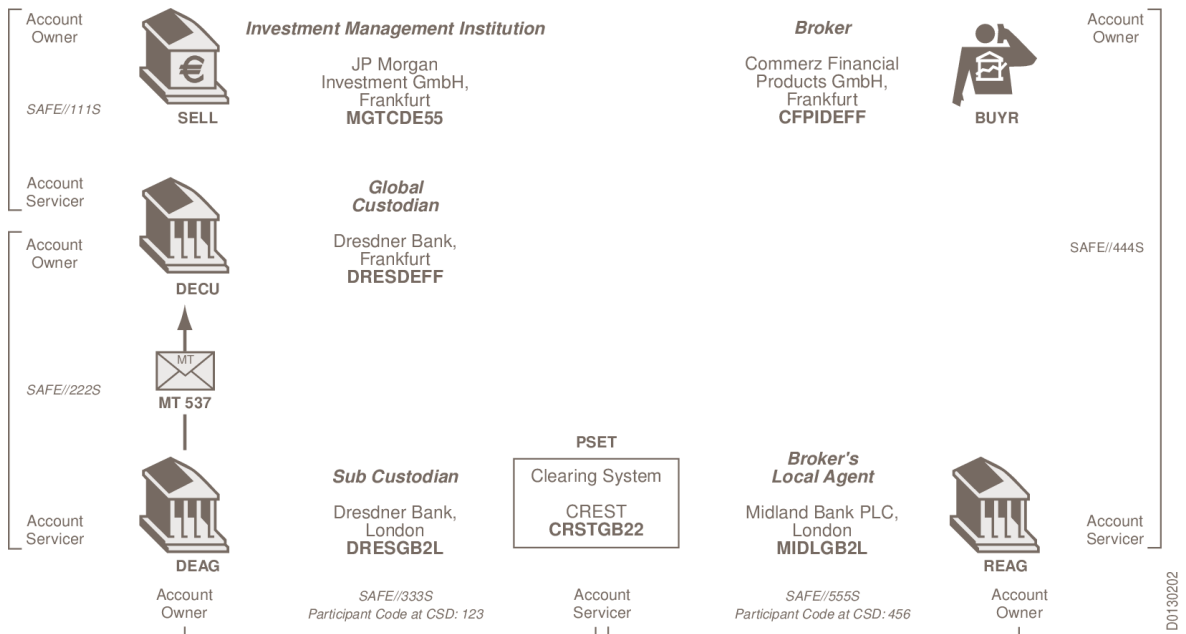 Account
Owner
Investment Management Institution
Broker
Account
Owner
JP Morgan
Investment GmbH,
Frankfurt
MGTCDE55
Commerz Financial
Products GmbH,
Frankfurt
CFPIDEFF
€
SAFE//111S
SELL
BUYR
Account
Servicer
Global
Custodian
Account
Owner
Dresdner Bank,
Frankfurt
DRESDEFF
SAFE//444S
DECU
MT
SAFE//222S
MT 537
PSET
Sub Custodian
Clearing System
Broker's
Local Agent
Account
Servicer
Dresdner Bank,
London
DRESGB2L
CREST
CRSTGB22
Midland Bank PLC,
London
MIDLGB2L
Account
Servicer
DEAG
REAG
Account
Owner
SAFE//333S
Participant Code at CSD: 123
Account
Servicer
SAFE//555S
Participant Code at CSD: 456
Account
Owner
D0130202